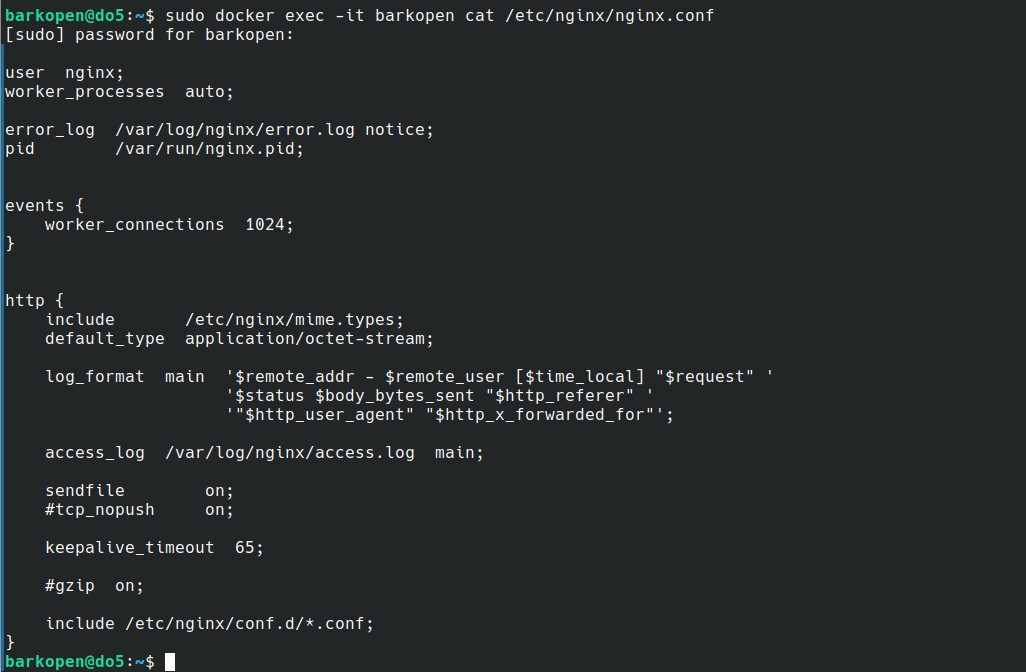 barkopen@do5:~$ sudo docker exec -it barkopen cat /etc/nginx/nginx.conf
[sudo] password for barkopen:
user  nginx;
worker_processes  auto;
error_log  /var/log/nginx/error.log notice;
pid        /var/run/nginx.pid;
events {
    worker_connections  1024;
}
http {
    include       /etc/nginx/mime.types;
    default_type  application/octet-stream;
    log_format  main  '$remote_addr - $remote_user [$time_local] "$request" '
                      '$status $body_bytes_sent "$http_referer" '
                      '"$http_user_agent" "$http_x_forwarded_for"';
    access_log  /var/log/nginx/access.log  main;
    sendfile        on;
    #tcp_nopush     on;
    keepalive_timeout  65;
    #gzip  on;
    include /etc/nginx/conf.d/*.conf;
}
barkopen@do5:~$